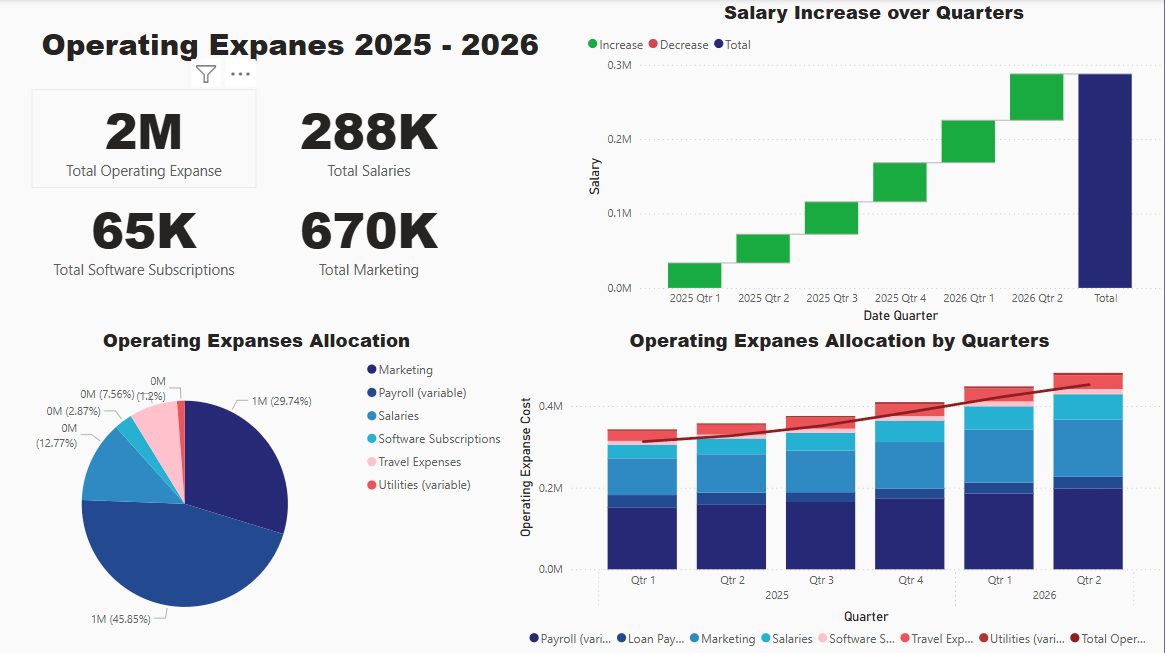 Operating Expanes 2025 - 2026
2M
Total Operating Expanse
288K
Total Salaries
65K
Total Software Subscriptions
670K
Total Marketing
Salary Increase over Quarters
Increase Decrease Total
Salary
0.3M
0.2M
0.1M
0.0M
2025 Qtr 1 2025 Qtr 2 2025 Qtr 3 2025 Qtr 4 2026 Qtr 1 2026 Qtr 2 Total
Date Quarter
Operating Expanses Allocation
0M
(1.2%)
0M (7.56%)
0M (2.87%)
0M
(12.77%)
1M (29.74%)
1M (45.85%)
Marketing
Payroll (variable)
Salaries
Software Subscriptions
Travel Expenses
Utilities (variable)
Operating Expanes Allocation by Quarters
Operating Expanse Cost
0.4M
0.2M
0.0M
Qtr 1 Qtr 2 Qtr 3 Qtr 4 Qtr 1 Qtr 2
2025 2026
Quarter
Payroll (vari... Loan Pay... Marketing Salaries Software S... Travel Exp... Utilities (vari... Total Oper...